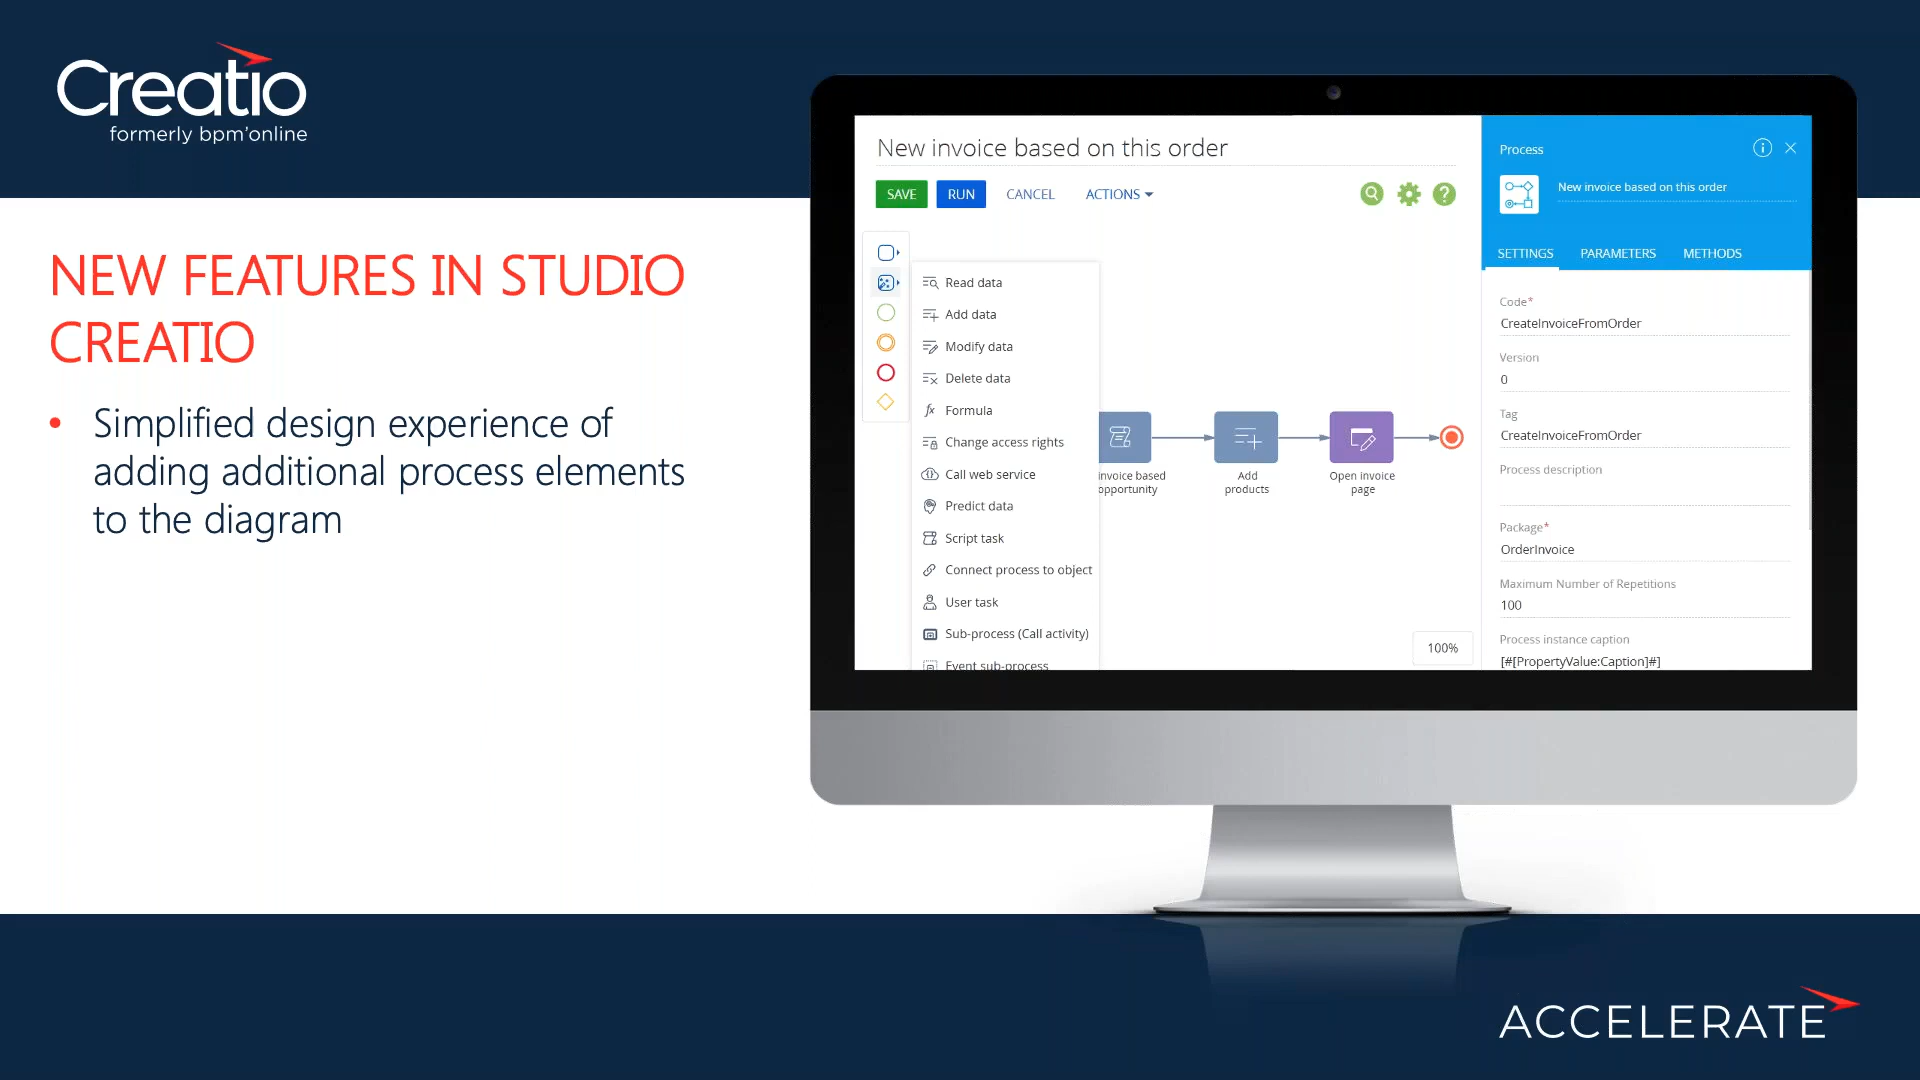 Creatio
formerly bpm'online
NEW FEATURES IN STUDIO
CREATIO
• Simplified design experience of
adding additional process elements
to the diagram
New invoice based on this order
SAVE RUN CANCEL ACTIONS
?
Read data
Add data
Modify data
Delete data
fx Formula
Change access rights
Call web service
Predict data
Script task
Connect process to object
User task
Sub-process (Call activity)
Event sub-process
invoice based
opportunity
Add
products
Open invoice
page
100%
Process
i
New invoice based on this order
SETTINGS PARAMETERS METHODS
Code*
CreateInvoiceFromOrder
Version
0
Tag
CreateInvoiceFromOrder
Process description
Package*
OrderInvoice
Maximum Number of Repetitions
100
Process instance caption
[#[PropertyValue:Caption]#]
ACCELERATE